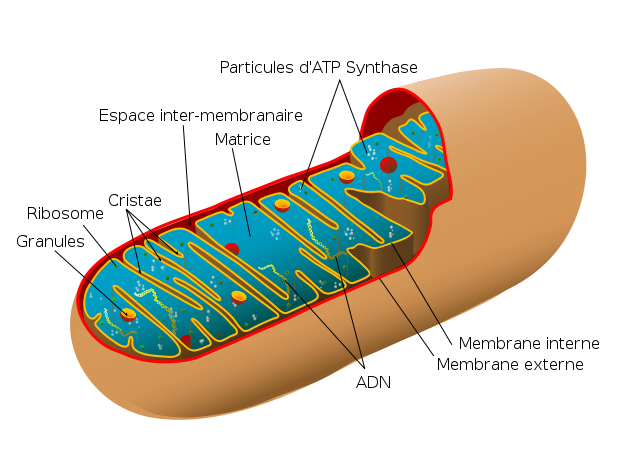 Particules d'ATP Synthase
Espace inter-membranaire
Matrice
Cristae
Ribosome
Granules
Membrane interne
Membrane externe
ADN